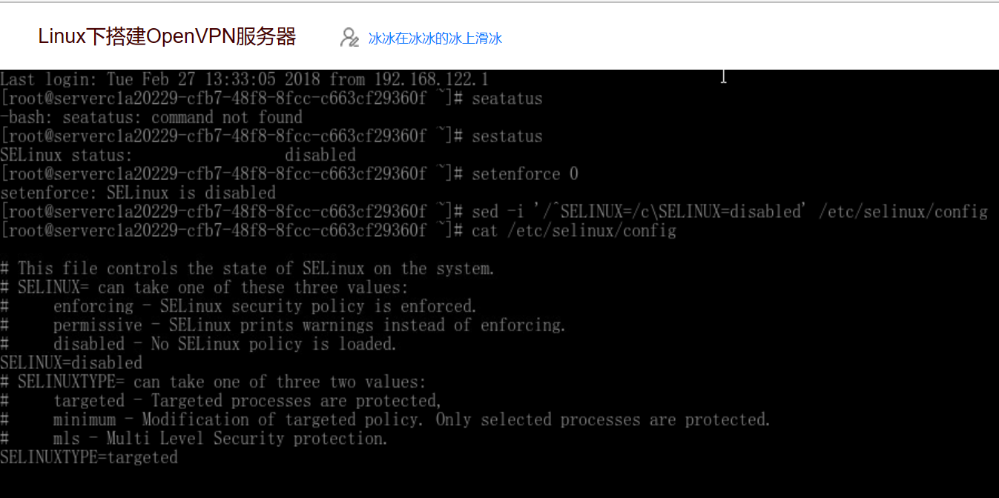 Linux下搭建OpenVPN服务器
冰冰在冰冰的冰上滑冰
Last login: Tue Feb 27 13:33:05 2018 from 192.168.122.1
[root@serverc1a20229-cfb7-48f8-8fcc-c663cf29360f ~]# seatatus
-bash: seatatus: command not found
[root@serverc1a20229-cfb7-48f8-8fcc-c663cf29360f ~]# sestatus
SELinux status:                 disabled
[root@serverc1a20229-cfb7-48f8-8fcc-c663cf29360f ~]# setenforce 0
setenforce: SELinux is disabled
[root@serverc1a20229-cfb7-48f8-8fcc-c663cf29360f ~]# sed -i '/^SELINUX=/c\SELINUX=disabled' /etc/selinux/config
[root@serverc1a20229-cfb7-48f8-8fcc-c663cf29360f ~]# cat /etc/selinux/config
# This file controls the state of SELinux on the system.
# SELINUX= can take one of these three values:
#     enforcing - SELinux security policy is enforced.
#     permissive - SELinux prints warnings instead of enforcing.
#     disabled - No SELinux policy is loaded.
SELINUX=disabled
# SELINUXTYPE= can take one of three two values:
#     targeted - Targeted processes are protected,
#     minimum - Modification of targeted policy. Only selected processes are protected.
#     mls - Multi Level Security protection.
SELINUXTYPE=targeted